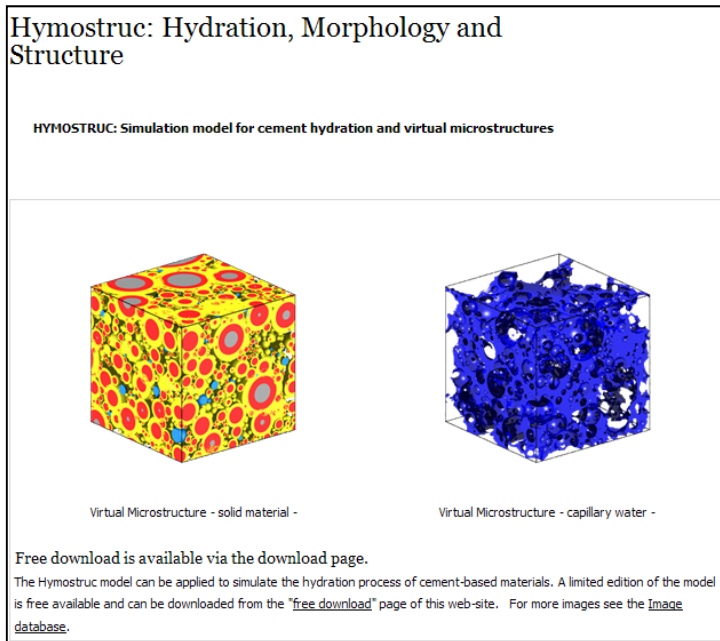 Hymostruc: Hydration, Morphology and
Structure
HYMOSTRUC: Simulation model for cement hydration and virtual microstructures
Virtual Microstructure - solid material -
Virtual Microstructure - capillary water -
Free download is available via the download page.
The Hymostruc model can be applied to simulate the hydration process of cement-based materials. A limited edition of the model
is free available and can be downloaded from the "free download" page of this web-site. For more images see the Image
database.